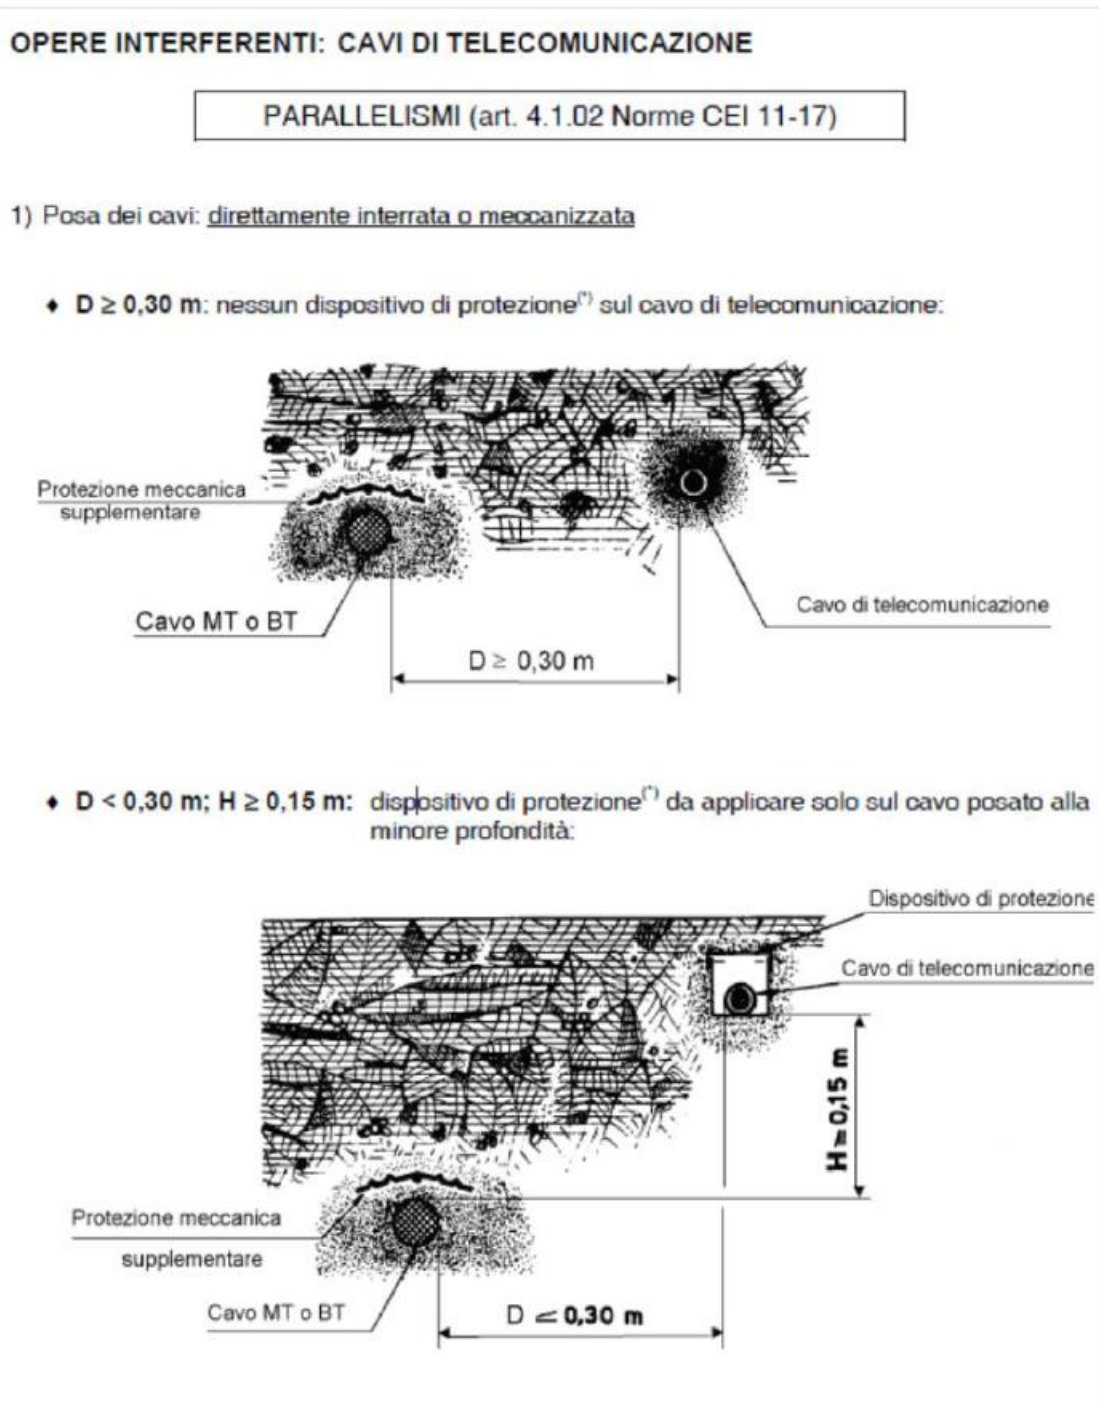 OPERE INTERFERENTI: CAVI DI TELECOMUNICAZIONE
PARALLELISMI (art. 4.1.02 Norme CEI 11-17)
1) Posa dei cavi: direttamente interrata o meccanizzata
♦ D ≥ 0,30 m: nessun dispositivo di protezione(*) sul cavo di telecomunicazione:
Protezione meccanica
supplementare
Cavo MT o BT
Cavo di telecomunicazione
D ≥ 0,30 m
♦ D < 0,30 m; H ≥ 0,15 m: dispositivo di protezione(*) da applicare solo sul cavo posato alla
minore profondità:
Dispositivo di protezione
Cavo di telecomunicazione
H ≥ 0,15 m
Protezione meccanica
supplementare
Cavo MT o BT
D ≤ 0,30 m